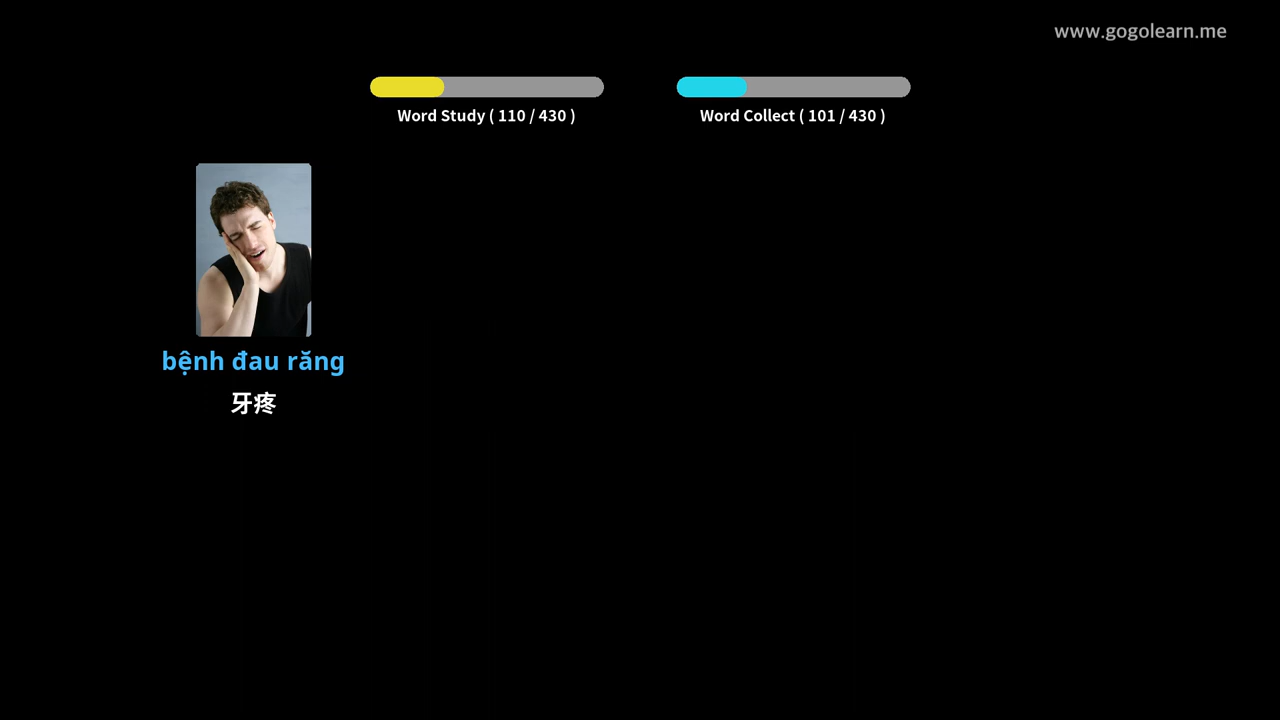 www.gogolearn.me
Word Study ( 110 / 430 )
Word Collect ( 101 / 430 )
bệnh đau răng
牙疼